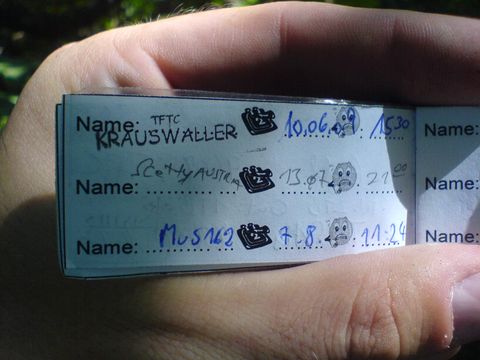 TFTC
Name: KRAUSWALLER 10.06. 15:30 Name:
Name: 13.07 21:00 Name:
Name: MuS162 7.8. 11:24 Name: